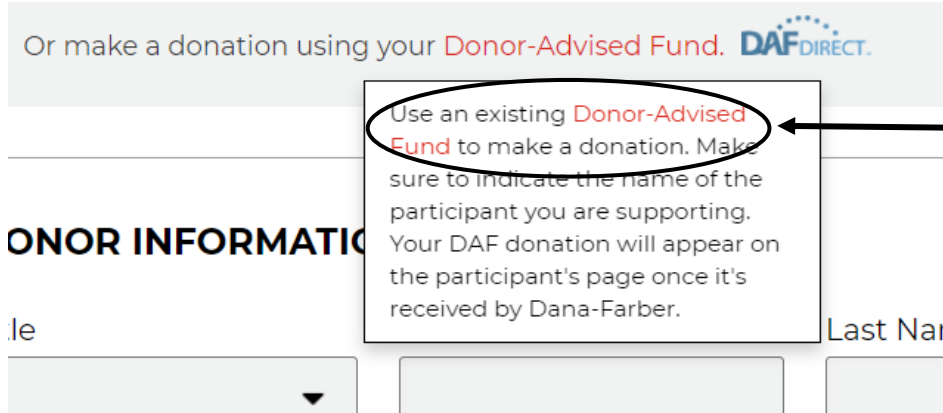 Or make a donation using your Donor-Advised Fund. DAFDIRECT™
Use an existing Donor-Advised
Fund to make a donation. Make
sure to indicate the name of the
participant you are supporting.
Your DAF donation will appear on
the participant's page once it's
received by Dana-Farber.
ONOR INFORMATIO
tle
Last Nar